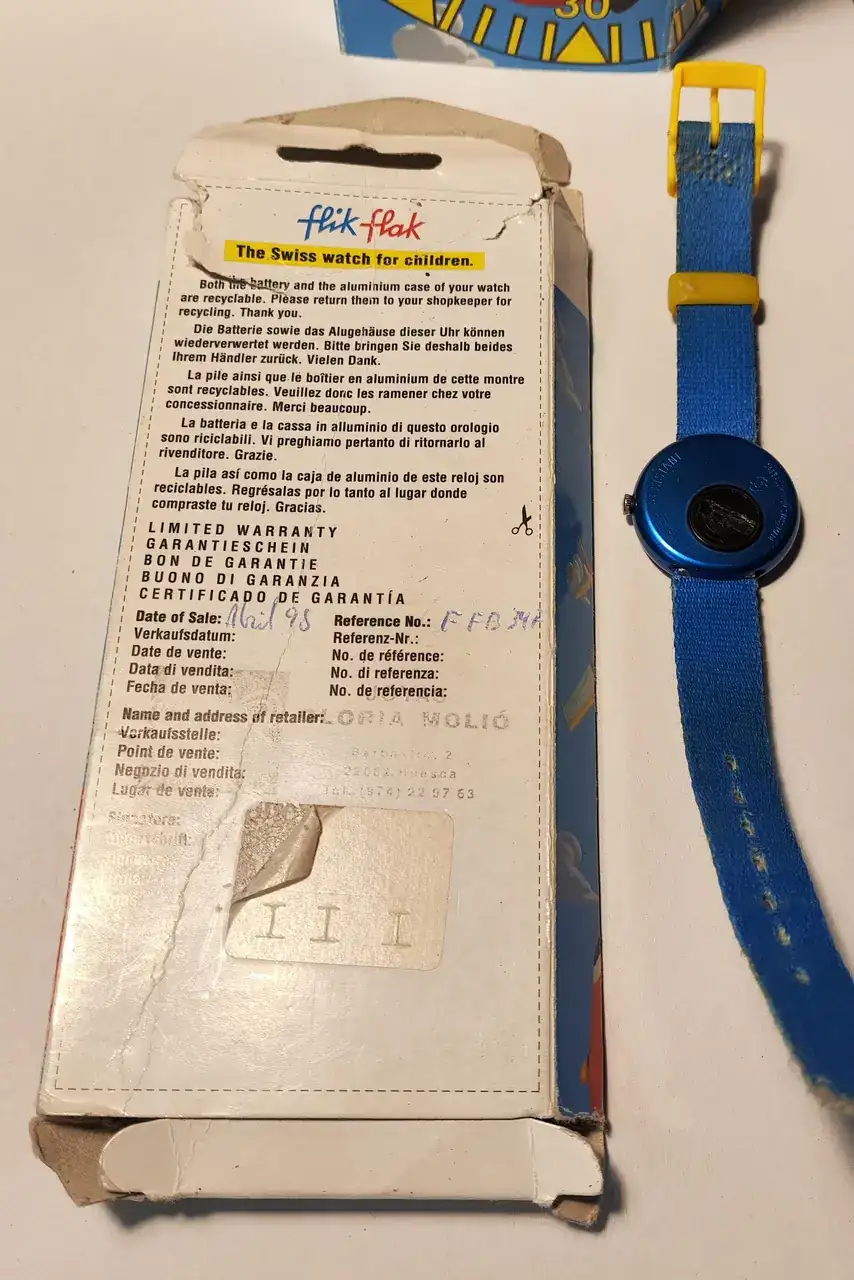 30
flik flak
The Swiss watch for children.
Both the battery and the aluminium case of your watch
are recyclable. Please return them to your shopkeeper for
recycling. Thank you.
Die Batterie sowie das Alugehäuse dieser Uhr können
wiederverwertet werden. Bitte bringen Sie deshalb beides
Ihrem Händler zurück. Vielen Dank.
La pile ainsi que le boîtier en aluminium de cette montre
sont recyclables. Veuillez donc les ramener chez votre
concessionnaire. Merci beaucoup.
La batteria e la cassa in alluminio di questo orologio
sono riciclabili. Vi preghiamo pertanto di ritornarlo al
rivenditore. Grazie.
La pila así como la caja de aluminio de este reloj son
reciclables. Regrésalas por lo tanto al lugar donde
compraste tu reloj. Gracias.
LIMITED WARRANTY
GARANTIESCHEIN
BON DE GARANTIE
BUONO DI GARANZIA
CERTIFICADO DE GARANTÍA
Date of Sale: Abril 98 Reference No.: FFB
Verkaufsdatum: Referenz-Nr.:
Date de vente: No. de référence:
Data di vendita: No. di referenza:
Fecha de venta: No. de referencia:
Name and address of retailer: GLORIA MOLIÓ
Verkaufsstelle:
Point de vente: 2
Negozio di vendita: Huesca
Lugar de venta: Tel. (974) 22 97 63
Signature:
I I I